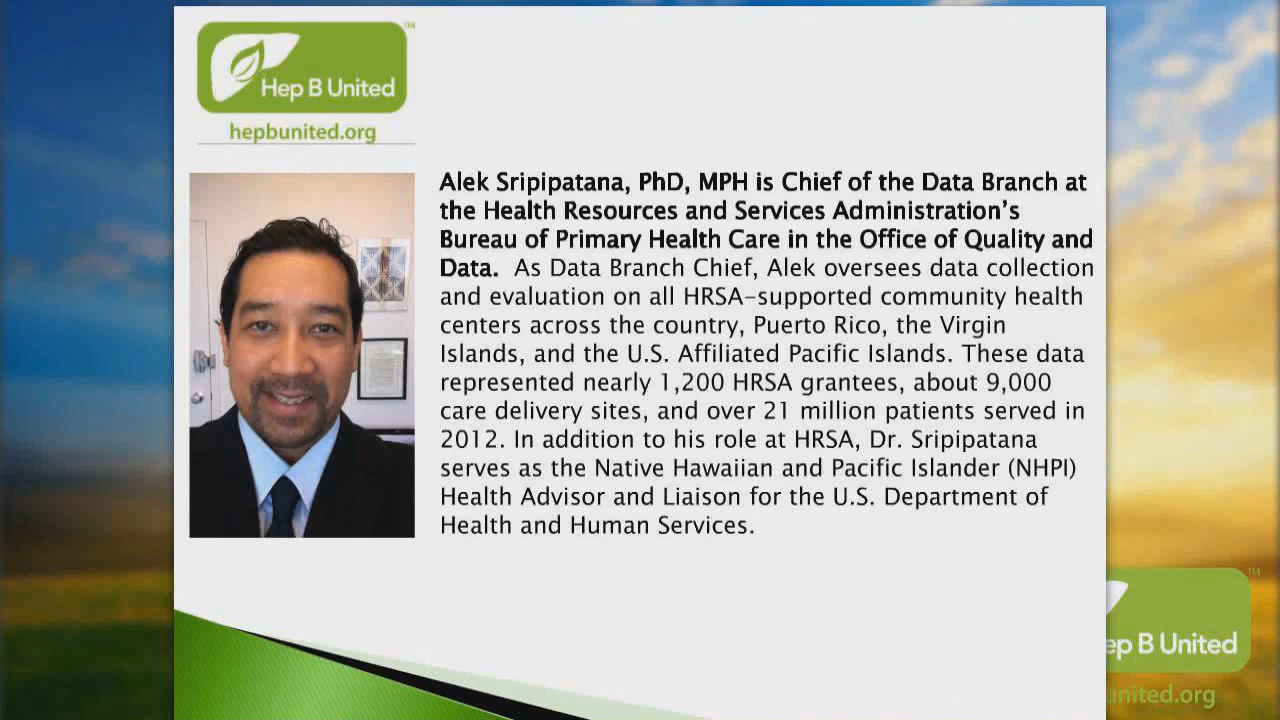 Hep B United
TM
hepbunited.org
Alek Sripipatana, PhD, MPH is Chief of the Data Branch at
the Health Resources and Services Administration’s
Bureau of Primary Health Care in the Office of Quality and
Data.  As Data Branch Chief, Alek oversees data collection
and evaluation on all HRSA-supported community health
centers across the country, Puerto Rico, the Virgin
Islands, and the U.S. Affiliated Pacific Islands. These data
represented nearly 1,200 HRSA grantees, about 9,000
care delivery sites, and over 21 million patients served in
2012. In addition to his role at HRSA, Dr. Sripipatana
serves as the Native Hawaiian and Pacific Islander (NHPI)
Health Advisor and Liaison for the U.S. Department of
Health and Human Services.
TM
ep B United
united.org